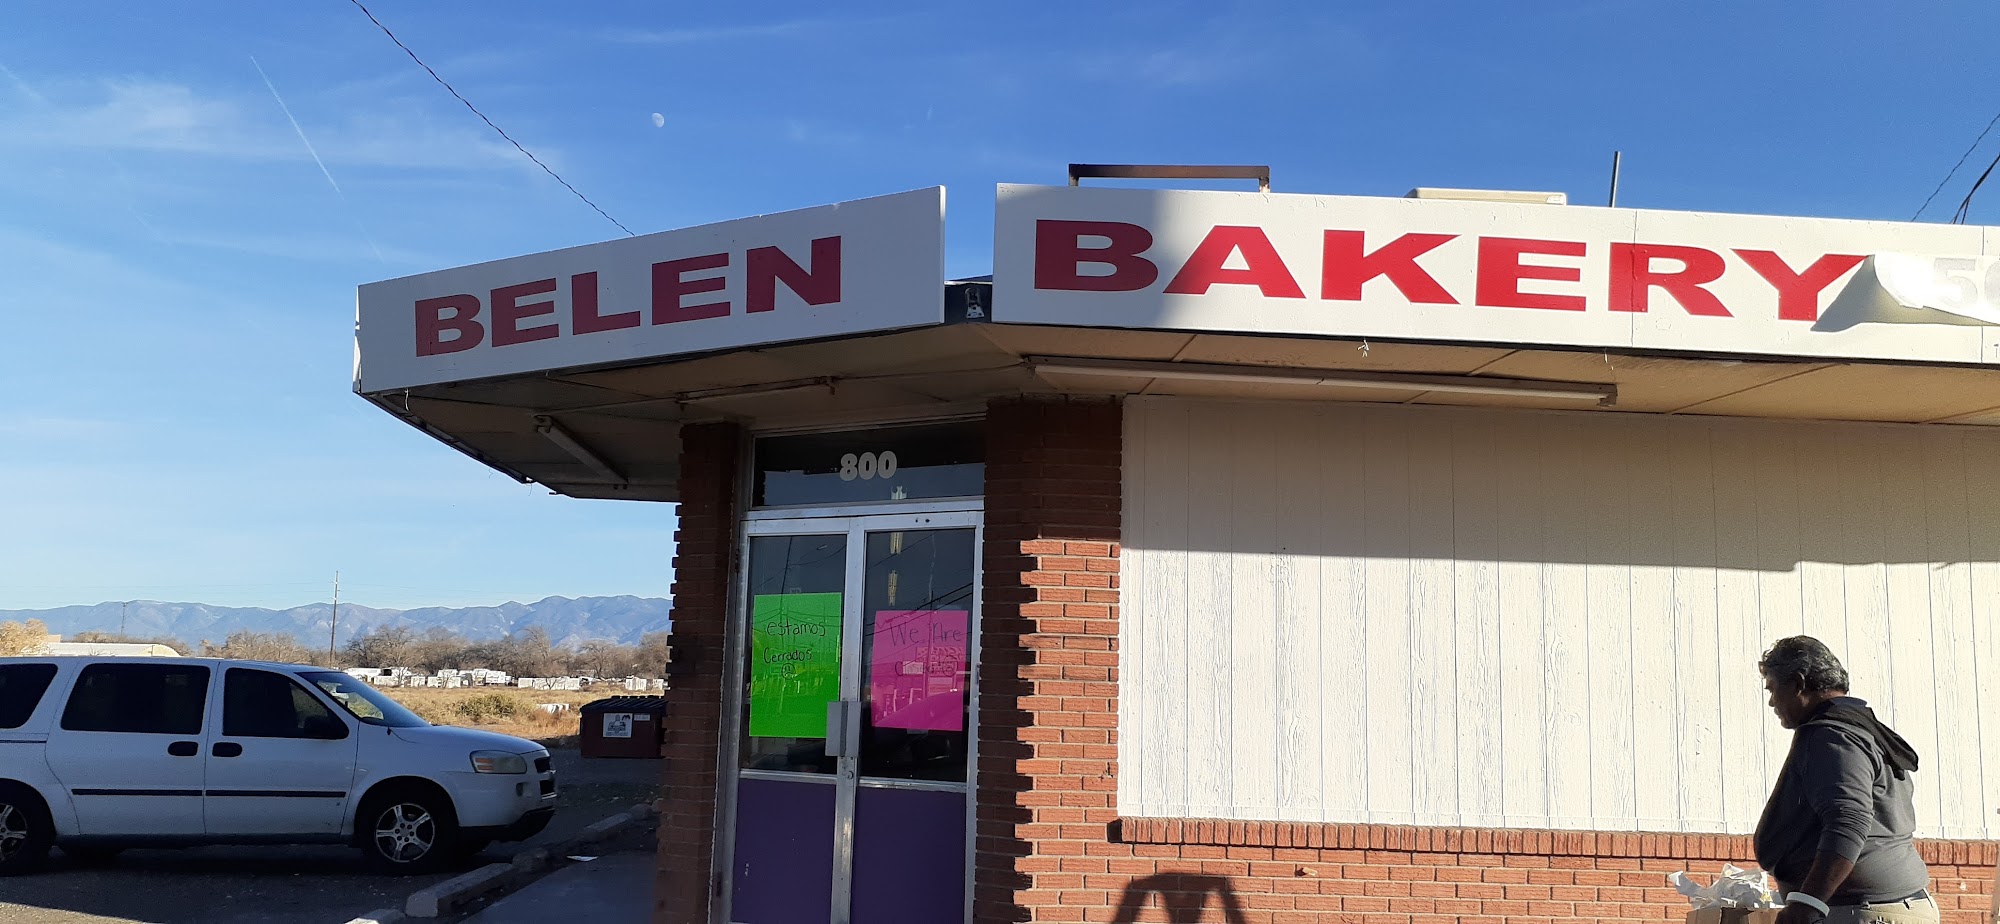 BELEN BAKERY
800
estamos
Cerrados
We Are